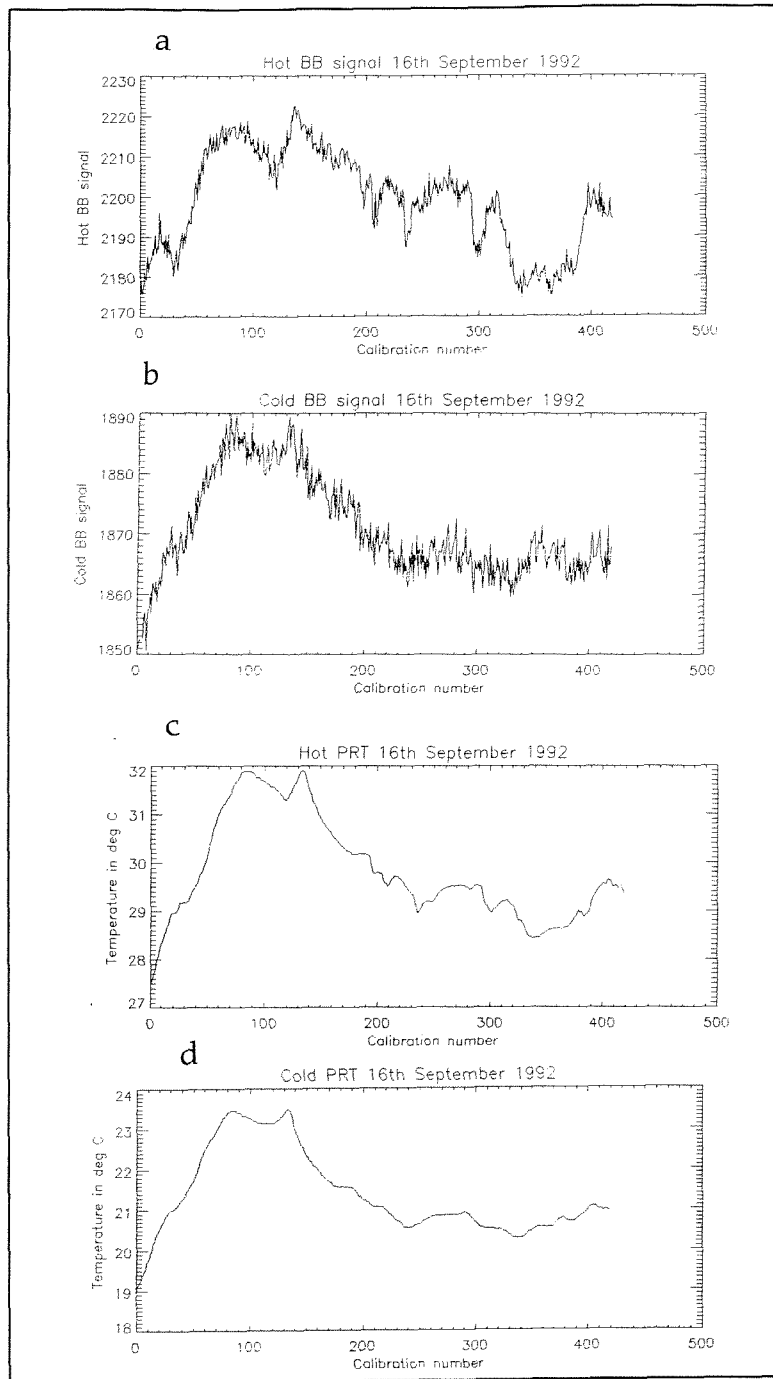 a
Hot BB signal 16th September 1992
2230
2220
2210
2200
2190
2180
2170
Hot BB signal
0 100 200 300 400 500
Calibration number
b
Cold BB signal 16th September 1992
1890
1880
1870
1860
1850
Cold BB signal
0 100 200 300 400 500
Calibration number
c
Hot PRT 16th September 1992
32
31
30
29
28
27
Temperature in deg C
0 100 200 300 400 500
Calibration number
d
Cold PRT 16th September 1992
24
23
22
21
20
19
18
Temperature in deg C
0 100 200 300 400 500
Calibration number